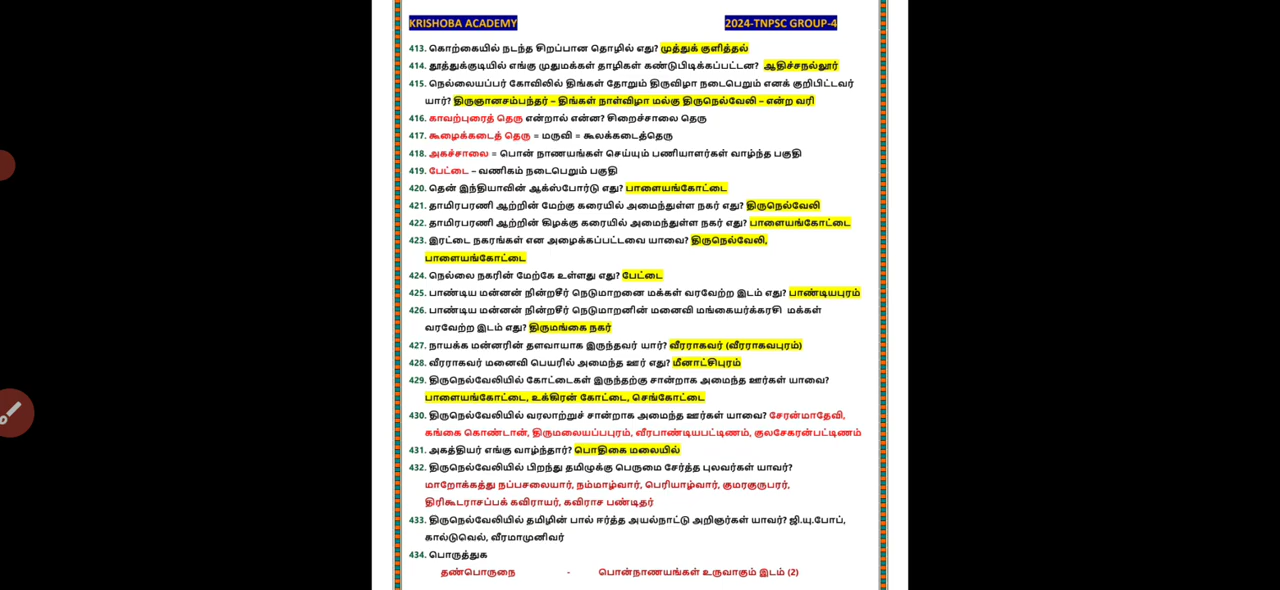 KRISHOBA ACADEMY 2024-TNPSC GROUP-4
413. கொற்கையில் நடந்த சிறப்பான தொழில் எது? முத்துக் குளித்தல்
414. தூத்துக்குடியில் எங்கு முதுமக்கள் தாழிகள் கண்டுபிடிக்கப்பட்டன? ஆதிச்சநல்லூர்
415. நெல்லையப்பர் கோவிலில் திங்கள் தோறும் திருவிழா நடைபெறும் எனக் குறிபிட்டவர்
யார்? திருஞானசம்பந்தர் – திங்கள் நாள்விழா மல்கு திருநெல்வேலி – என்ற வரி
416. காவற்புரைத் தெரு என்றால் என்ன? சிறைச்சாலை தெரு
417. கூழைக்கடைத் தெரு = மருவி = கூலக்கடைத்தெரு
418. அகச்சாலை = பொன் நாணயங்கள் செய்யும் பணியாளர்கள் வாழ்ந்த பகுதி
419. பேட்டை – வணிகம் நடைபெறும் பகுதி
420. தென் இந்தியாவின் ஆக்ஸ்போர்டு எது? பாளையங்கோட்டை
421. தாமிரபரணி ஆற்றின் மேற்கு கரையில் அமைந்துள்ள நகர் எது? திருநெல்வேலி
422. தாமிரபரணி ஆற்றின் கிழக்கு கரையில் அமைந்துள்ள நகர் எது? பாளையங்கோட்டை
423. இரட்டை நகரங்கள் என அழைக்கப்பட்டவை யாவை? திருநெல்வேலி,
பாளையங்கோட்டை
424. நெல்லை நகரின் மேற்கே உள்ளது எது? பேட்டை
425. பாண்டிய மன்னன் நின்றசீர் நெடுமாறனை மக்கள் வரவேற்ற இடம் எது? பாண்டியபுரம்
426. பாண்டிய மன்னன் நின்றசீர் நெடுமாறனின் மனைவி மங்கையர்க்கரசி மக்கள்
வரவேற்ற இடம் எது? திருமங்கை நகர்
427. நாயக்க மன்னரின் தளவாயாக இருந்தவர் யார்? வீரராகவர் (வீரராகவபுரம்)
428. வீரராகவர் மனைவி பெயரில் அமைந்த ஊர் எது? மீனாட்சிபுரம்
429. திருநெல்வேலியில் கோட்டைகள் இருந்தற்கு சான்றாக அமைந்த ஊர்கள் யாவை?
பாளையங்கோட்டை, உக்கிரன் கோட்டை, செங்கோட்டை
430. திருநெல்வேலியில் வரலாற்றுச் சான்றாக அமைந்த ஊர்கள் யாவை? சேரன்மாதேவி,
கங்கை கொண்டான், திருமலையப்பபுரம், வீரபாண்டியபட்டிணம், குலசேகரன்பட்டிணம்
431. அகத்தியர் எங்கு வாழ்ந்தார்? பொதிகை மலையில்
432. திருநெல்வேலியில் பிறந்து தமிழுக்கு பெருமை சேர்த்த புலவர்கள் யாவர்?
மாறோக்கத்து நப்பசலையார், நம்மாழ்வார், பெரியாழ்வார், குமரகுருபரர்,
திரிகூடராசப்பக் கவிராயர், கவிராச பண்டிதர்
433. திருநெல்வேலியில் தமிழின் பால் ஈர்த்த அயல்நாட்டு அறிஞர்கள் யாவர்? ஜி.யு.போப்,
கால்டுவெல், வீரமாமுனிவர்
434. பொருத்துக
தண்பொருநை - பொன்நாணயங்கள் உருவாகும் இடம் (2)